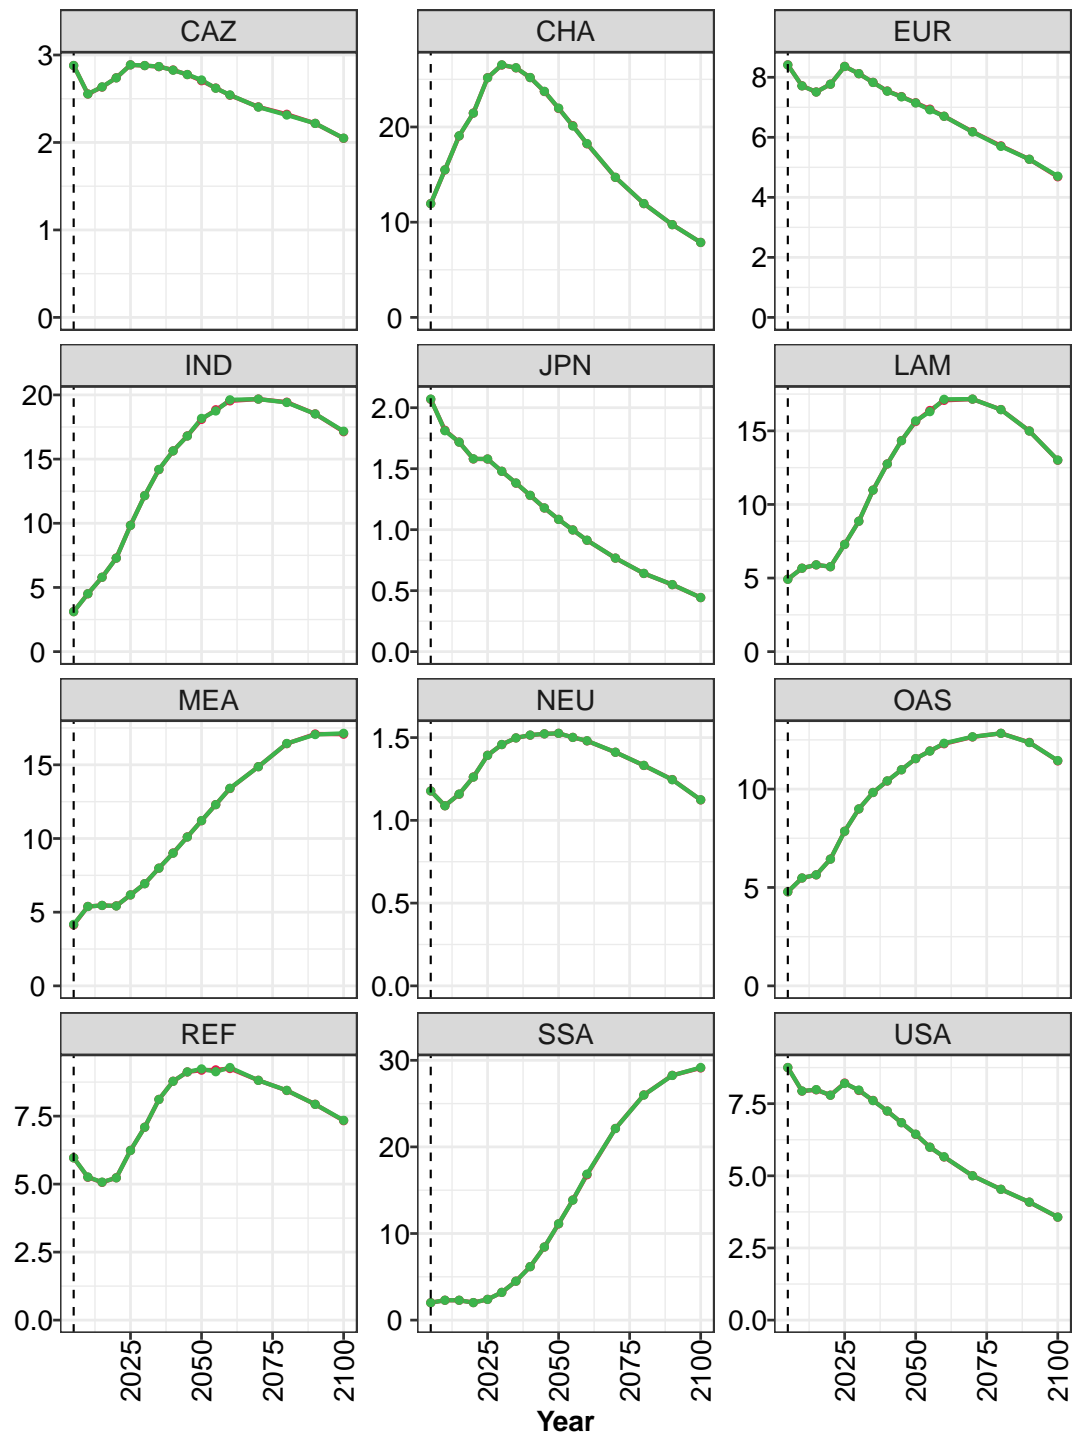 CAZ CHA EUR
3 2 1 0
20 10 0
8 6 4 2 0
IND JPN LAM
20 15 10 5 0
2.0 1.5 1.0 0.5 0.0
15 10 5 0
MEA NEU OAS
15 10 5 0
1.5 1.0 0.5 0.0
10 5 0
REF SSA USA
7.5 5.0 2.5 0.0
30 20 10 0
7.5 5.0 2.5 0.0
2025 2050 2075 2100
2025 2050 2075 2100
2025 2050 2075 2100
Year